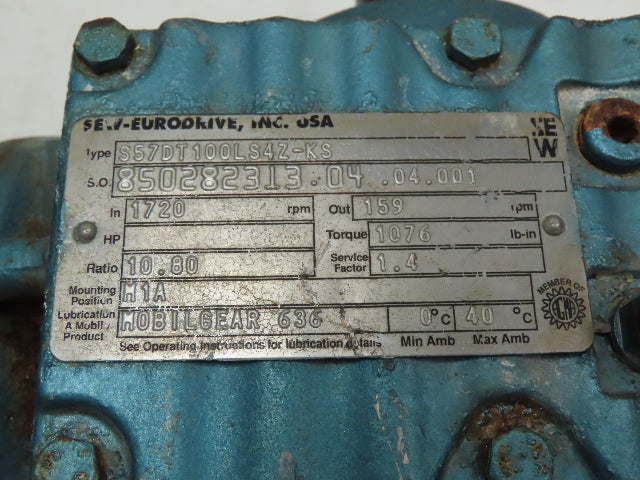 SEW-EURODRIVE, INC. USA
SEW
Type S57DT100LS4Z-KS
S.O. 850282313.04 .04.001
In 1720 rpm Out 159 rpm
HP Torque 1076 lb-in
Ratio 10.80 Service Factor 1.4
Mounting Position M1A
MEMBER OF AGMA
Lubrication A Mobil Product MOBILGEAR 636 0°C 40 °C
See Operating Instructions for lubrication details Min Amb Max Amb